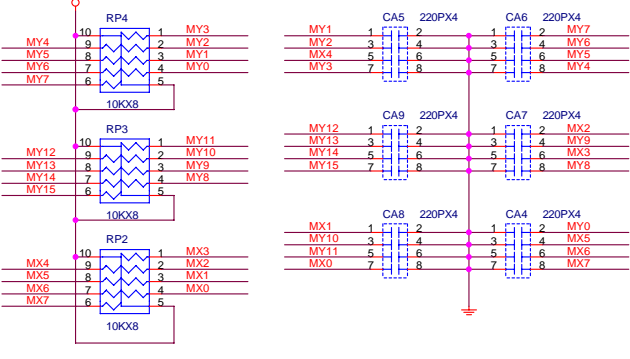 RP4
10 1 MY3
MY4 9 2 MY2
MY5 8 3 MY1
MY6 7 4 MY0
MY7 6 5
10KX8
RP3
10 1 MY11
MY12 9 2 MY10
MY13 8 3 MY9
MY14 7 4 MY8
MY15 6 5
10KX8
RP2
10 1 MX3
MX4 9 2 MX2
MX5 8 3 MX1
MX6 7 4 MX0
MX7 6 5
10KX8
CA5 220PX4
MY1 1 2
MY2 3 4
MX4 5 6
MY3 7 8
CA6 220PX4
1 2 MY7
3 4 MY6
5 6 MY5
7 8 MY4
CA9 220PX4
MY12 1 2
MY13 3 4
MY14 5 6
MY15 7 8
CA7 220PX4
1 2 MX2
3 4 MY9
5 6 MX3
7 8 MY8
CA8 220PX4
MX1 1 2
MY10 3 4
MY11 5 6
MX0 7 8
CA4 220PX4
1 2 MY0
3 4 MX5
5 6 MX6
7 8 MX7